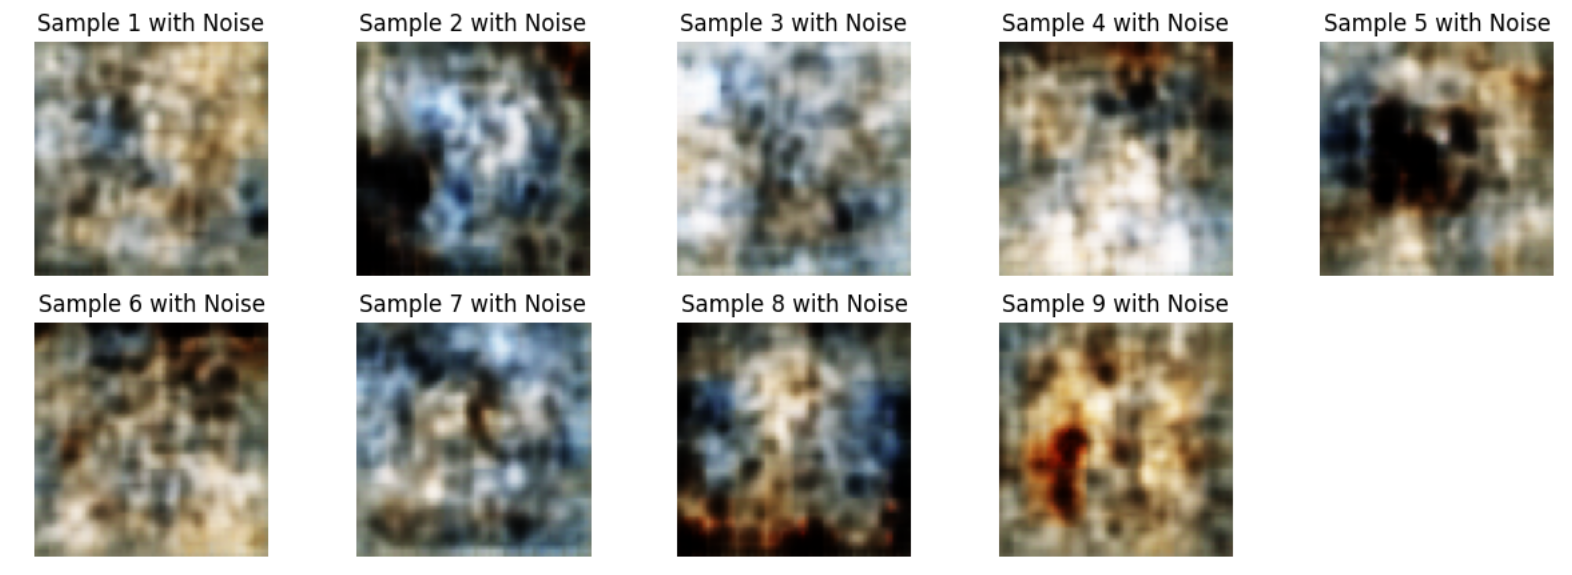 Sample 1 with Noise
Sample 2 with Noise
Sample 3 with Noise
Sample 4 with Noise
Sample 5 with Noise
Sample 6 with Noise
Sample 7 with Noise
Sample 8 with Noise
Sample 9 with Noise